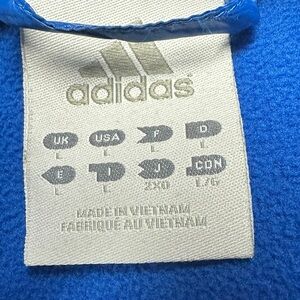 adidas
UK USA F D
L L L L
E I J CDN
L L 2XO L/G
MADE IN VIETNAM
FABRIQUÉ AU VIETNAM